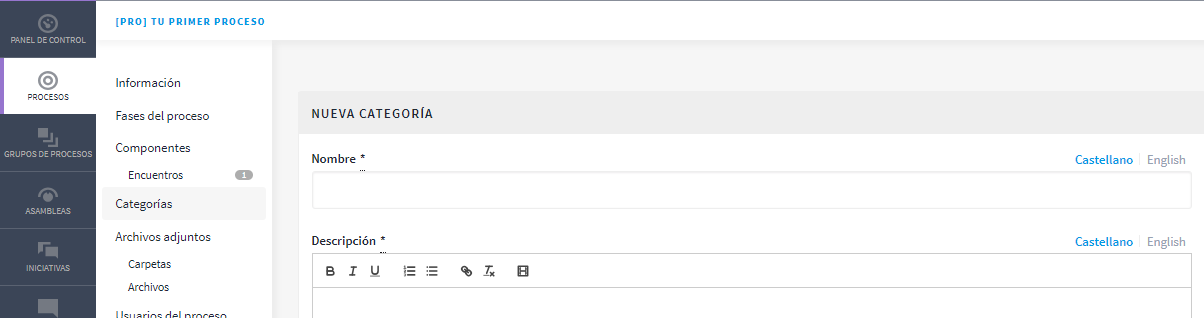 PANEL DE CONTROL
PROCESOS
GRUPOS DE PROCESOS
ASAMBLEAS
INICIATIVAS
[PRO] TU PRIMER PROCESO
Información
Fases del proceso
Componentes
Encuentros 1
Categorías
Archivos adjuntos
Carpetas
Archivos
Usuarios del proceso
NUEVA CATEGORÍA
Nombre * Castellano English
Descripción * Castellano English
B I U